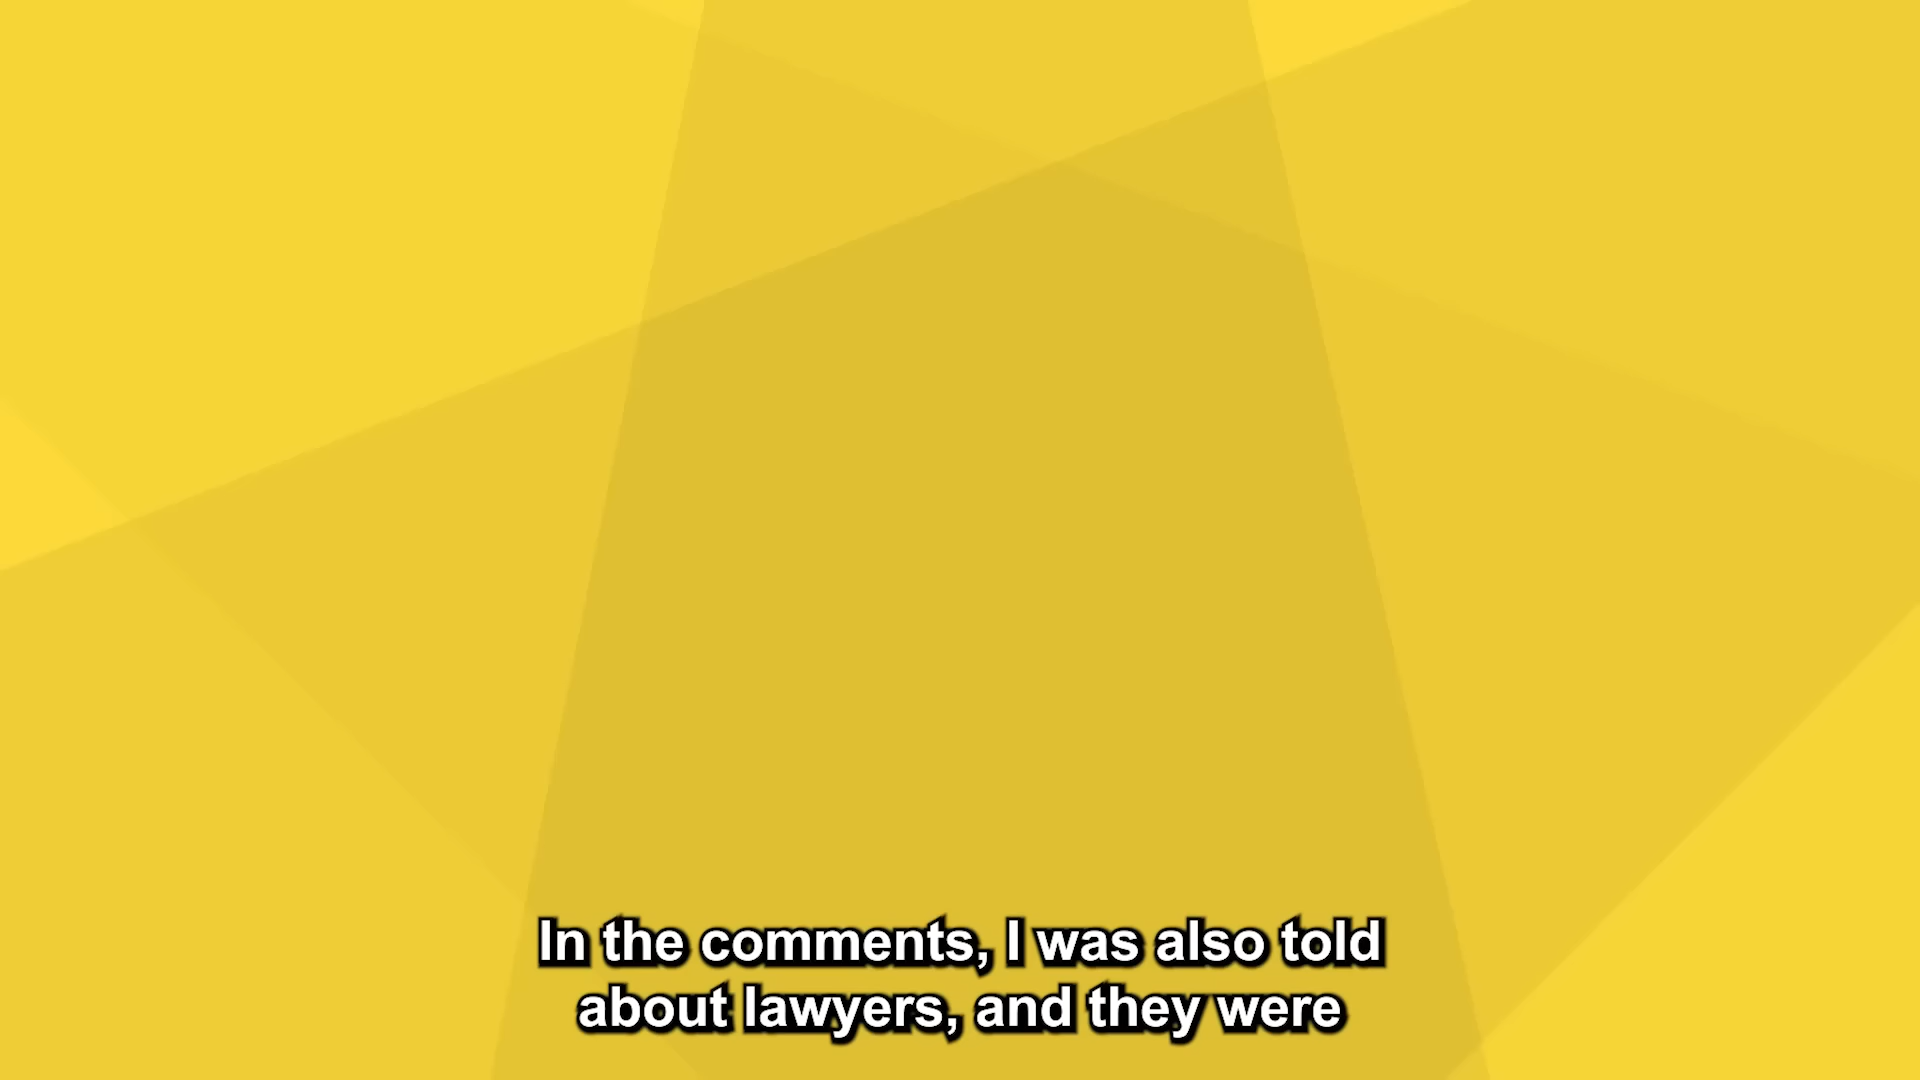 In the comments, I was also told
about lawyers, and they were